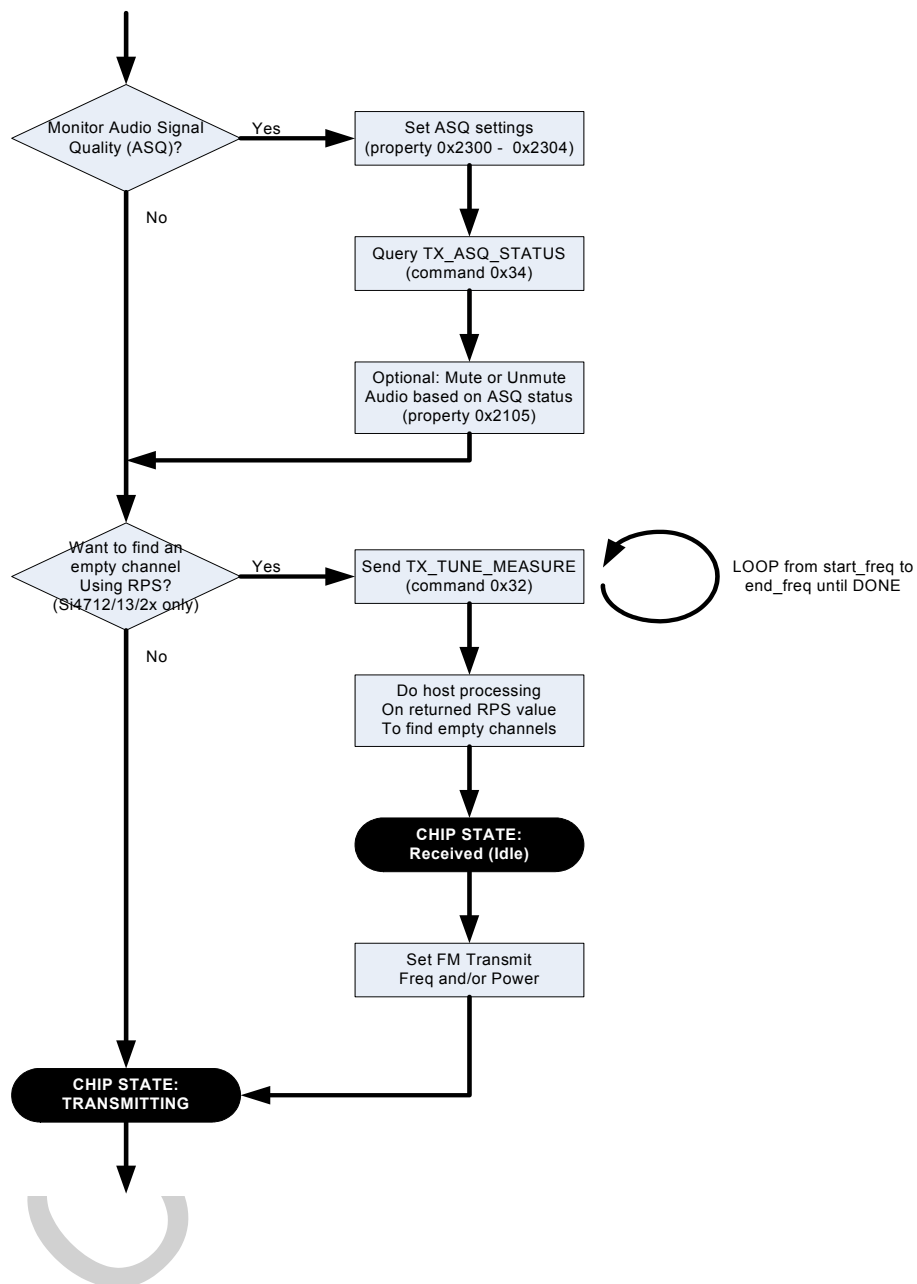 Monitor Audio Signal
Quality (ASQ)?
Yes
Set ASQ settings
(property 0x2300 - 0x2304)
No
Query TX_ASQ_STATUS
(command 0x34)
Optional: Mute or Unmute
Audio based on ASQ status
(property 0x2105)
Want to find an
empty channel
Using RPS?
(Si4712/13/2x only)
Yes
Send TX_TUNE_MEASURE
(command 0x32)
LOOP from start_freq to
end_freq until DONE
No
Do host processing
On returned RPS value
To find empty channels
CHIP STATE:
Received (Idle)
Set FM Transmit
Freq and/or Power
CHIP STATE:
TRANSMITTING